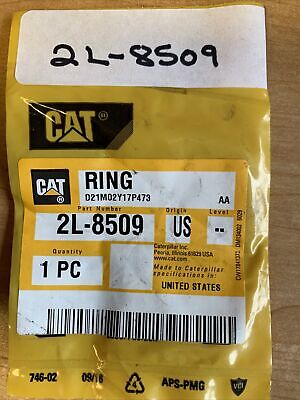 2L-8509
CAT®
CAT®
RING
D21M02Y17P473
AA
Part Number
Origin
Level
2L-8509
US
--
Quantity
1 PC
Caterpillar Inc.
Peoria, Illinois 61629 USA
www.cat.com
Made to Caterpillar
specifications in:
UNITED STATES
746-02
09/16
4
APS-PMG
VCI